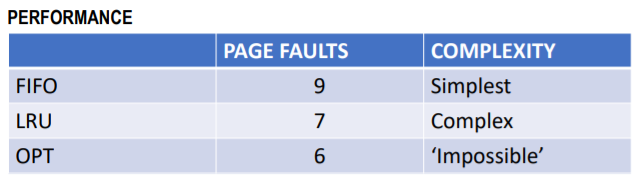 PERFORMANCE
PAGE FAULTS COMPLEXITY
FIFO 9 Simplest
LRU 7 Complex
OPT 6 ‘Impossible’